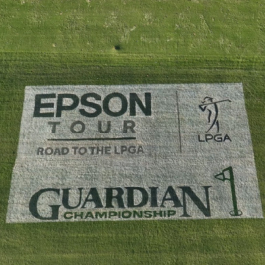 EPSON
TOUR
ROAD TO THE LPGA
LPGA
GUARDIAN
CHAMPIONSHIP